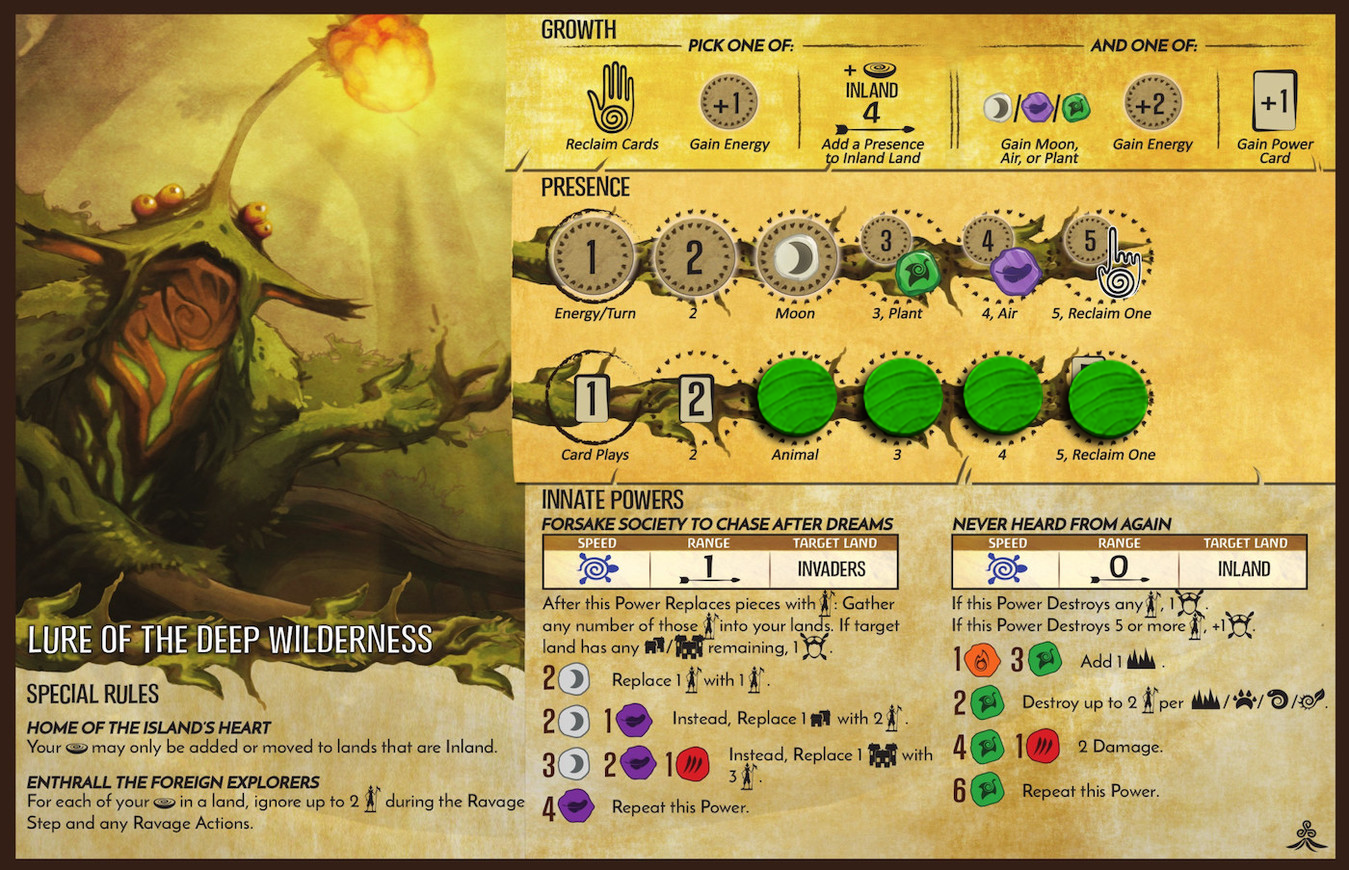 GROWTH
PICK ONE OF: AND ONE OF:
+ INLAND 4
+1 +2 +1
Reclaim Cards
Gain Energy
Add a Presence
to Inland Land
Gain Moon,
Air, or Plant
Gain Energy
Gain Power
Card
PRESENCE
1 2 3 4 5
Energy/Turn 2 Moon 3, Plant 4, Air 5, Reclaim One
1 2
Card Plays 2 Animal 3 4 5, Reclaim One
INNATE POWERS
FORSAKE SOCIETY TO CHASE AFTER DREAMS
SPEED RANGE TARGET LAND
1 INVADERS
After this Power Replaces pieces with : Gather
any number of those into your lands. If target
land has any / remaining, 1 .
2 Replace 1 with 1 .
2 1 Instead, Replace 1 with 2 .
3 2 1 Instead, Replace 1 with
3 .
4 Repeat this Power.
NEVER HEARD FROM AGAIN
SPEED RANGE TARGET LAND
0 INLAND
If this Power Destroys any , 1 .
If this Power Destroys 5 or more , +1 .
1 3 Add 1 .
2 Destroy up to 2 per / / / .
4 1 2 Damage.
6 Repeat this Power.
LURE OF THE DEEP WILDERNESS
SPECIAL RULES
HOME OF THE ISLAND'S HEART
Your may only be added or moved to lands that are Inland.
ENTHRALL THE FOREIGN EXPLORERS
For each of your in a land, ignore up to 2 during the Ravage
Step and any Ravage Actions.